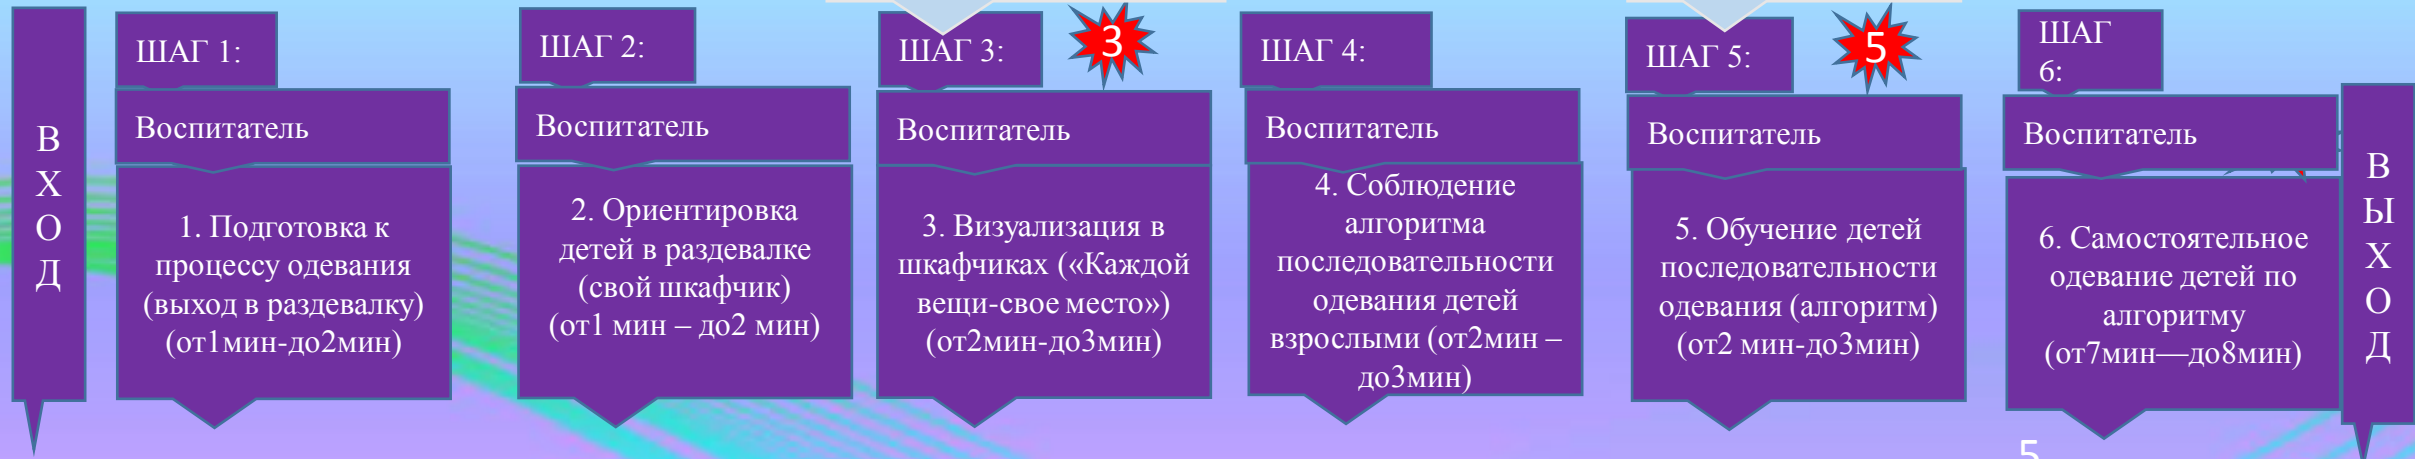 В
Х
О
Д
ШАГ 1:
Воспитатель
1. Подготовка к
процессу одевания
(выход в раздевалку)
(от1мин-до2мин)
ШАГ 2:
Воспитатель
2. Ориентировка
детей в раздевалке
(свой шкафчик)
(от1 мин – до2 мин)
ШАГ 3:
3
Воспитатель
3. Визуализация в
шкафчиках («Каждой
вещи-свое место»)
(от2мин-до3мин)
ШАГ 4:
Воспитатель
4. Соблюдение
алгоритма
последовательности
одевания детей
взрослыми (от2мин –
до3мин)
ШАГ 5:
5
Воспитатель
5. Обучение детей
последовательности
одевания (алгоритм)
(от2 мин-до3мин)
ШАГ
6:
Воспитатель
6. Самостоятельное
одевание детей по
алгоритму
(от7мин—до8мин)
В
Ы
Х
О
Д
5